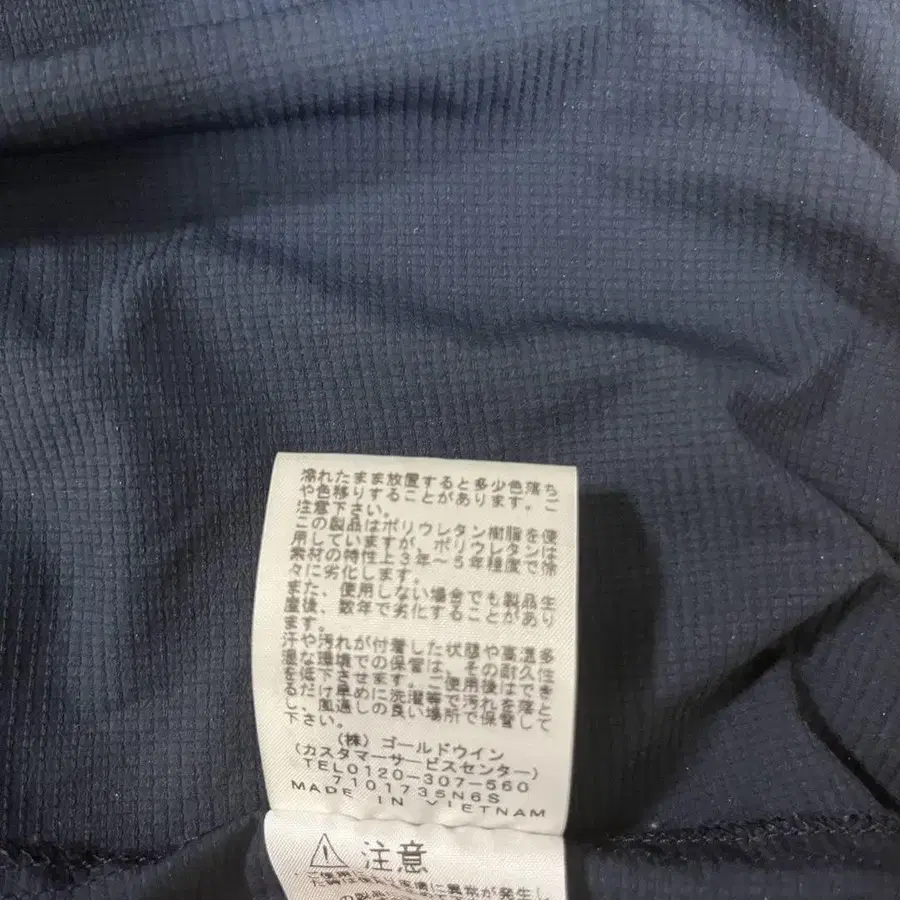 濡れたまま放置すると多少色落ち
や色移りすることがあります。ご
注意下さい。
この製品はポリウレタン樹脂を使
用していますが、ポリウレタンは
素材の特性上3年〜5年程度で徐
々に劣化します。
また、使用しない場合でも製品生
産後、数年で劣化することがあり
ます。
汗や汚れが付着した状態や高温多
湿な環境での保管は、その耐久性
を低下させます。ご使用後はでき
るだけ早めに洗濯等で汚れを落と
し、風通しの良い場所で保管して
下さい。
(株)ゴールドウイン
(カスタマーサービスセンター)
TEL0120-307-560
7101735N6S
MADE IN VIETNAM
⚠ 注意
に異常が発生し
の製品